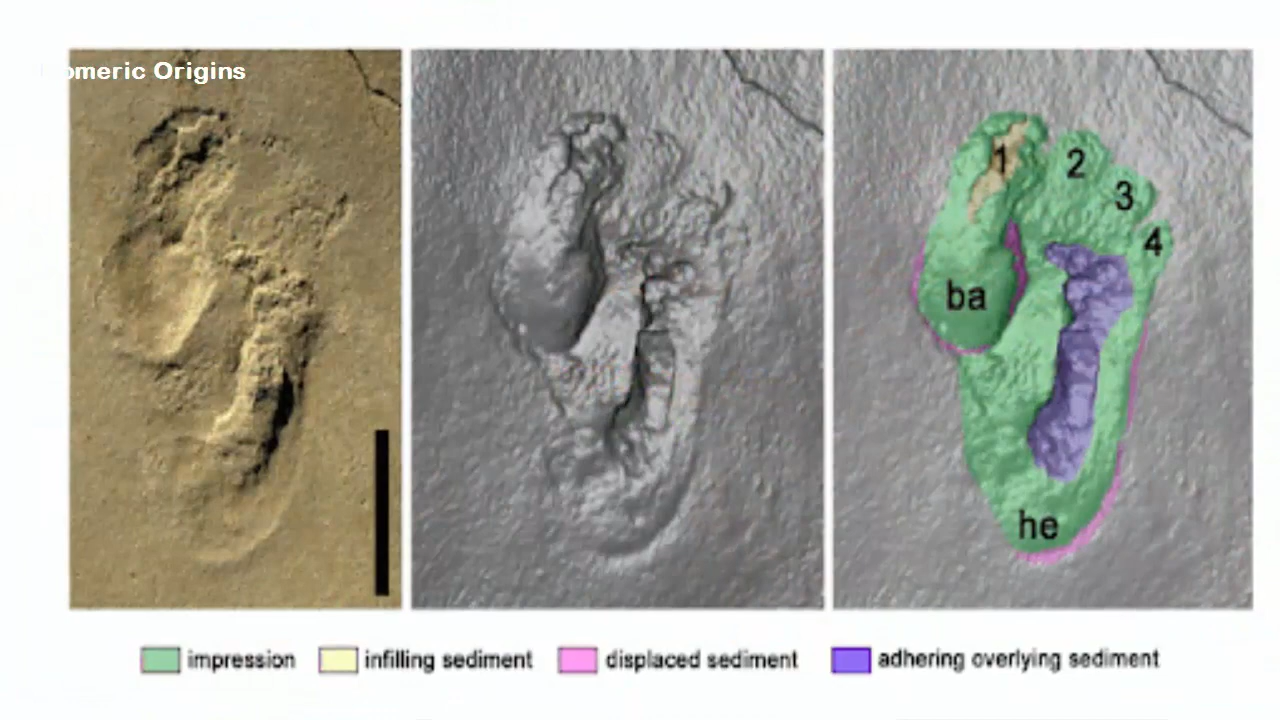 omeric Origins
1
2
3
4
ba
he
impression infilling sediment displaced sediment adhering overlying sediment